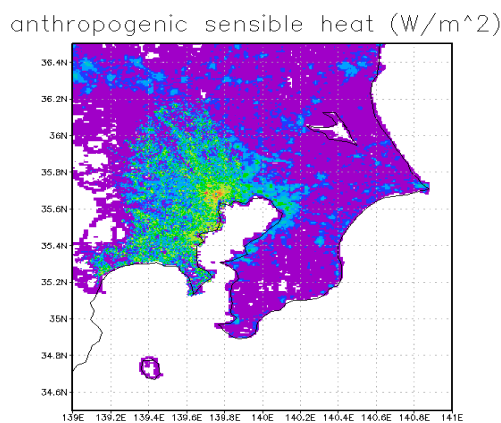 anthropogenic sensible heat (W/m^2)
36.4N
36.2N
36N
35.8N
35.6N
35.4N
35.2N
35N
34.8N
34.6N
139E 139.2E 139.4E 139.6E 139.8E 140E 140.2E 140.4E 140.6E 140.8E 141E